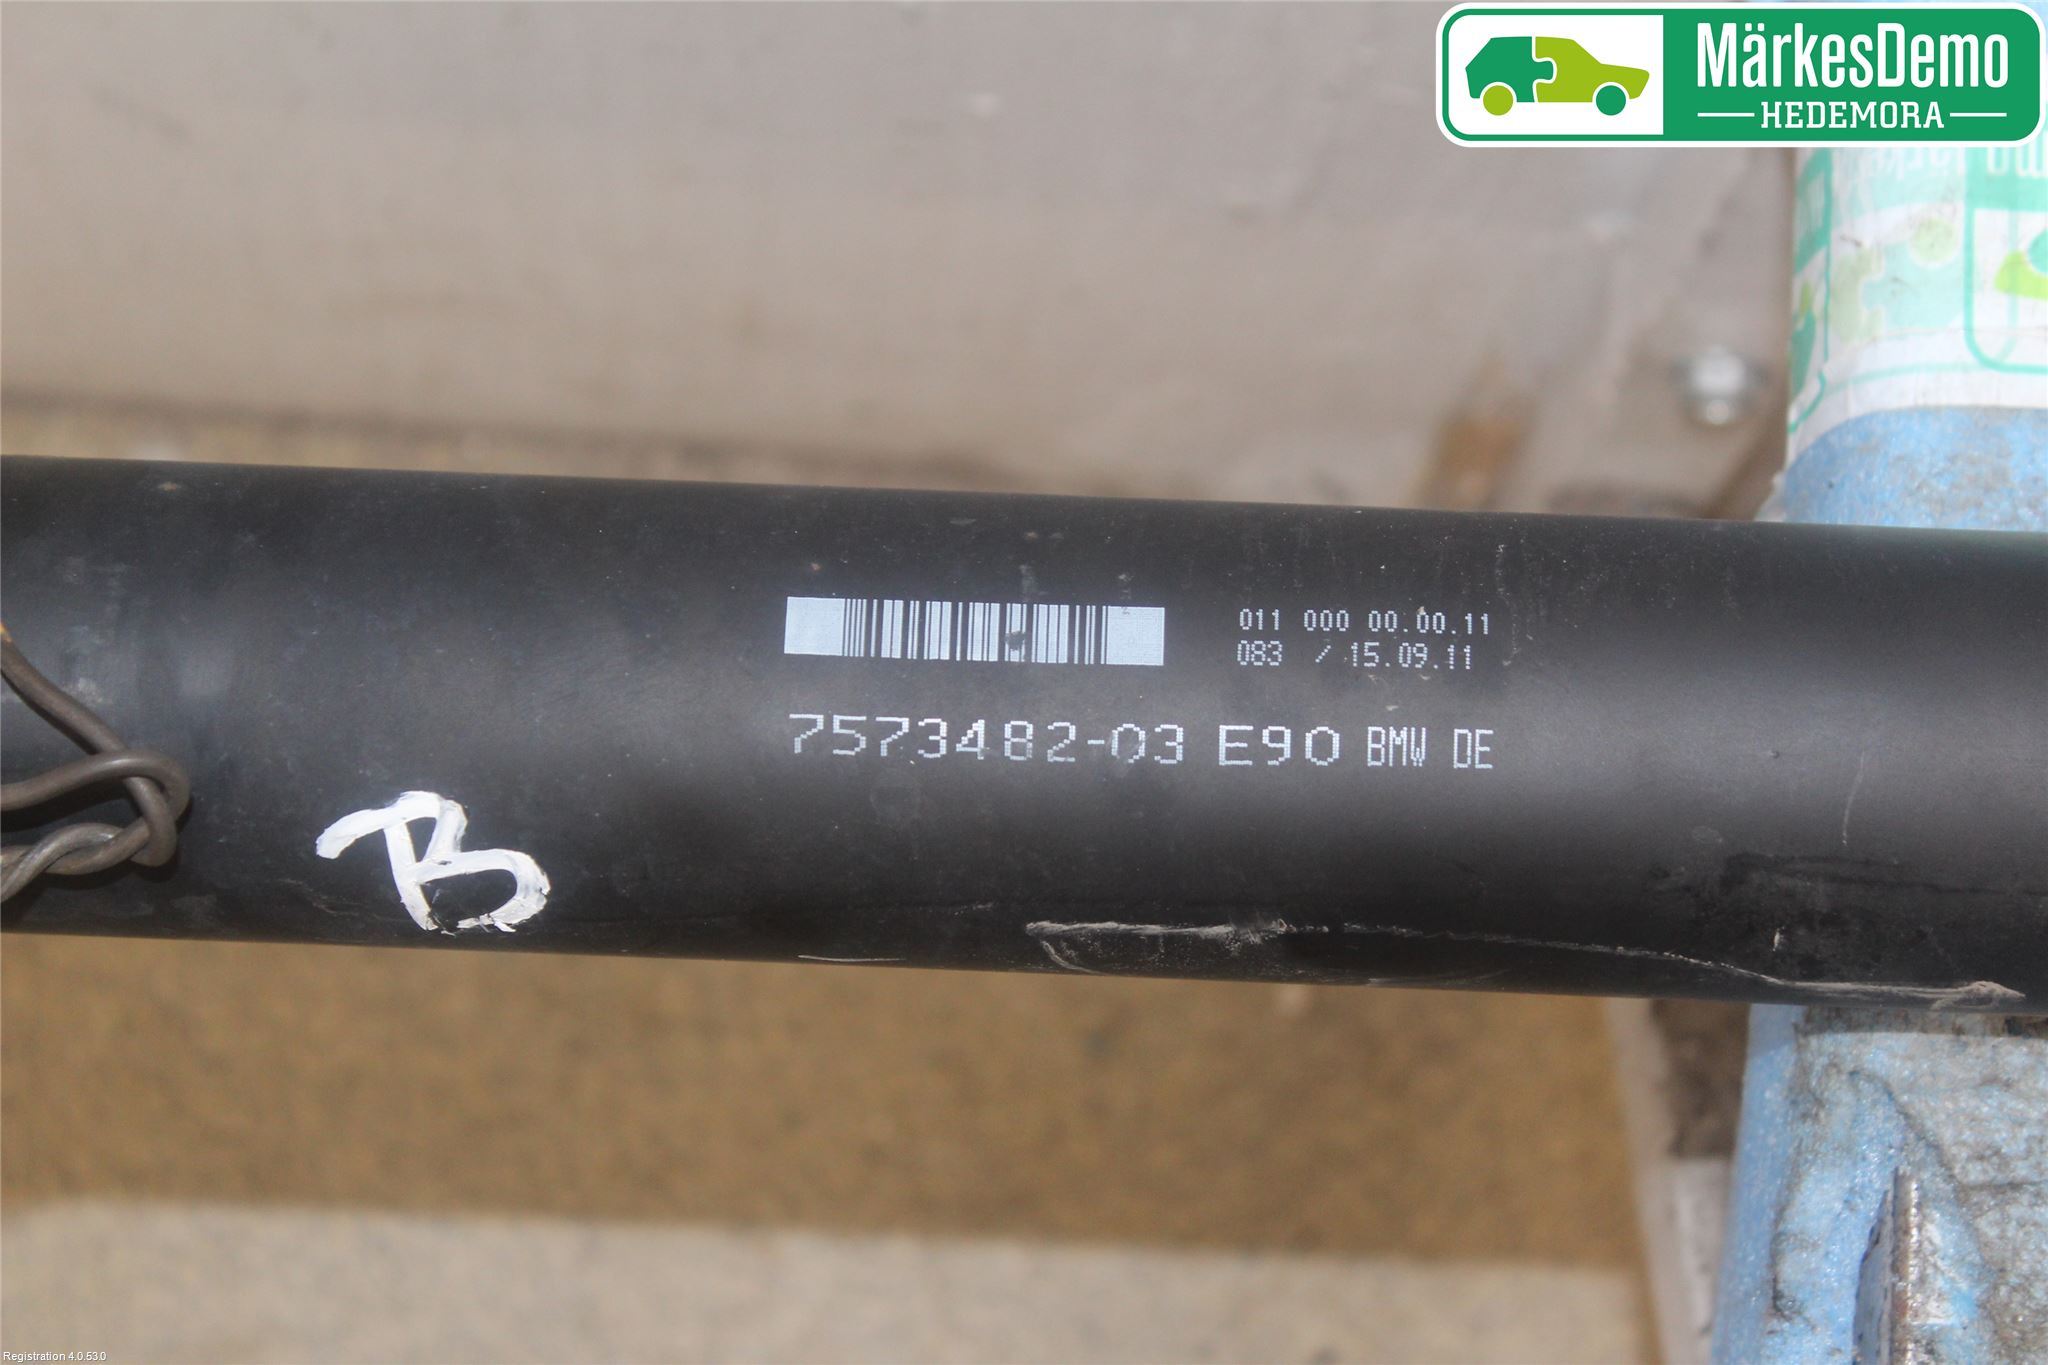 MärkesDemo
HEDEMORA
011 000 00.00.11
083 / 15.09.11
7573482-03 E90 BMW DE
B
Registration 4.0.53.0